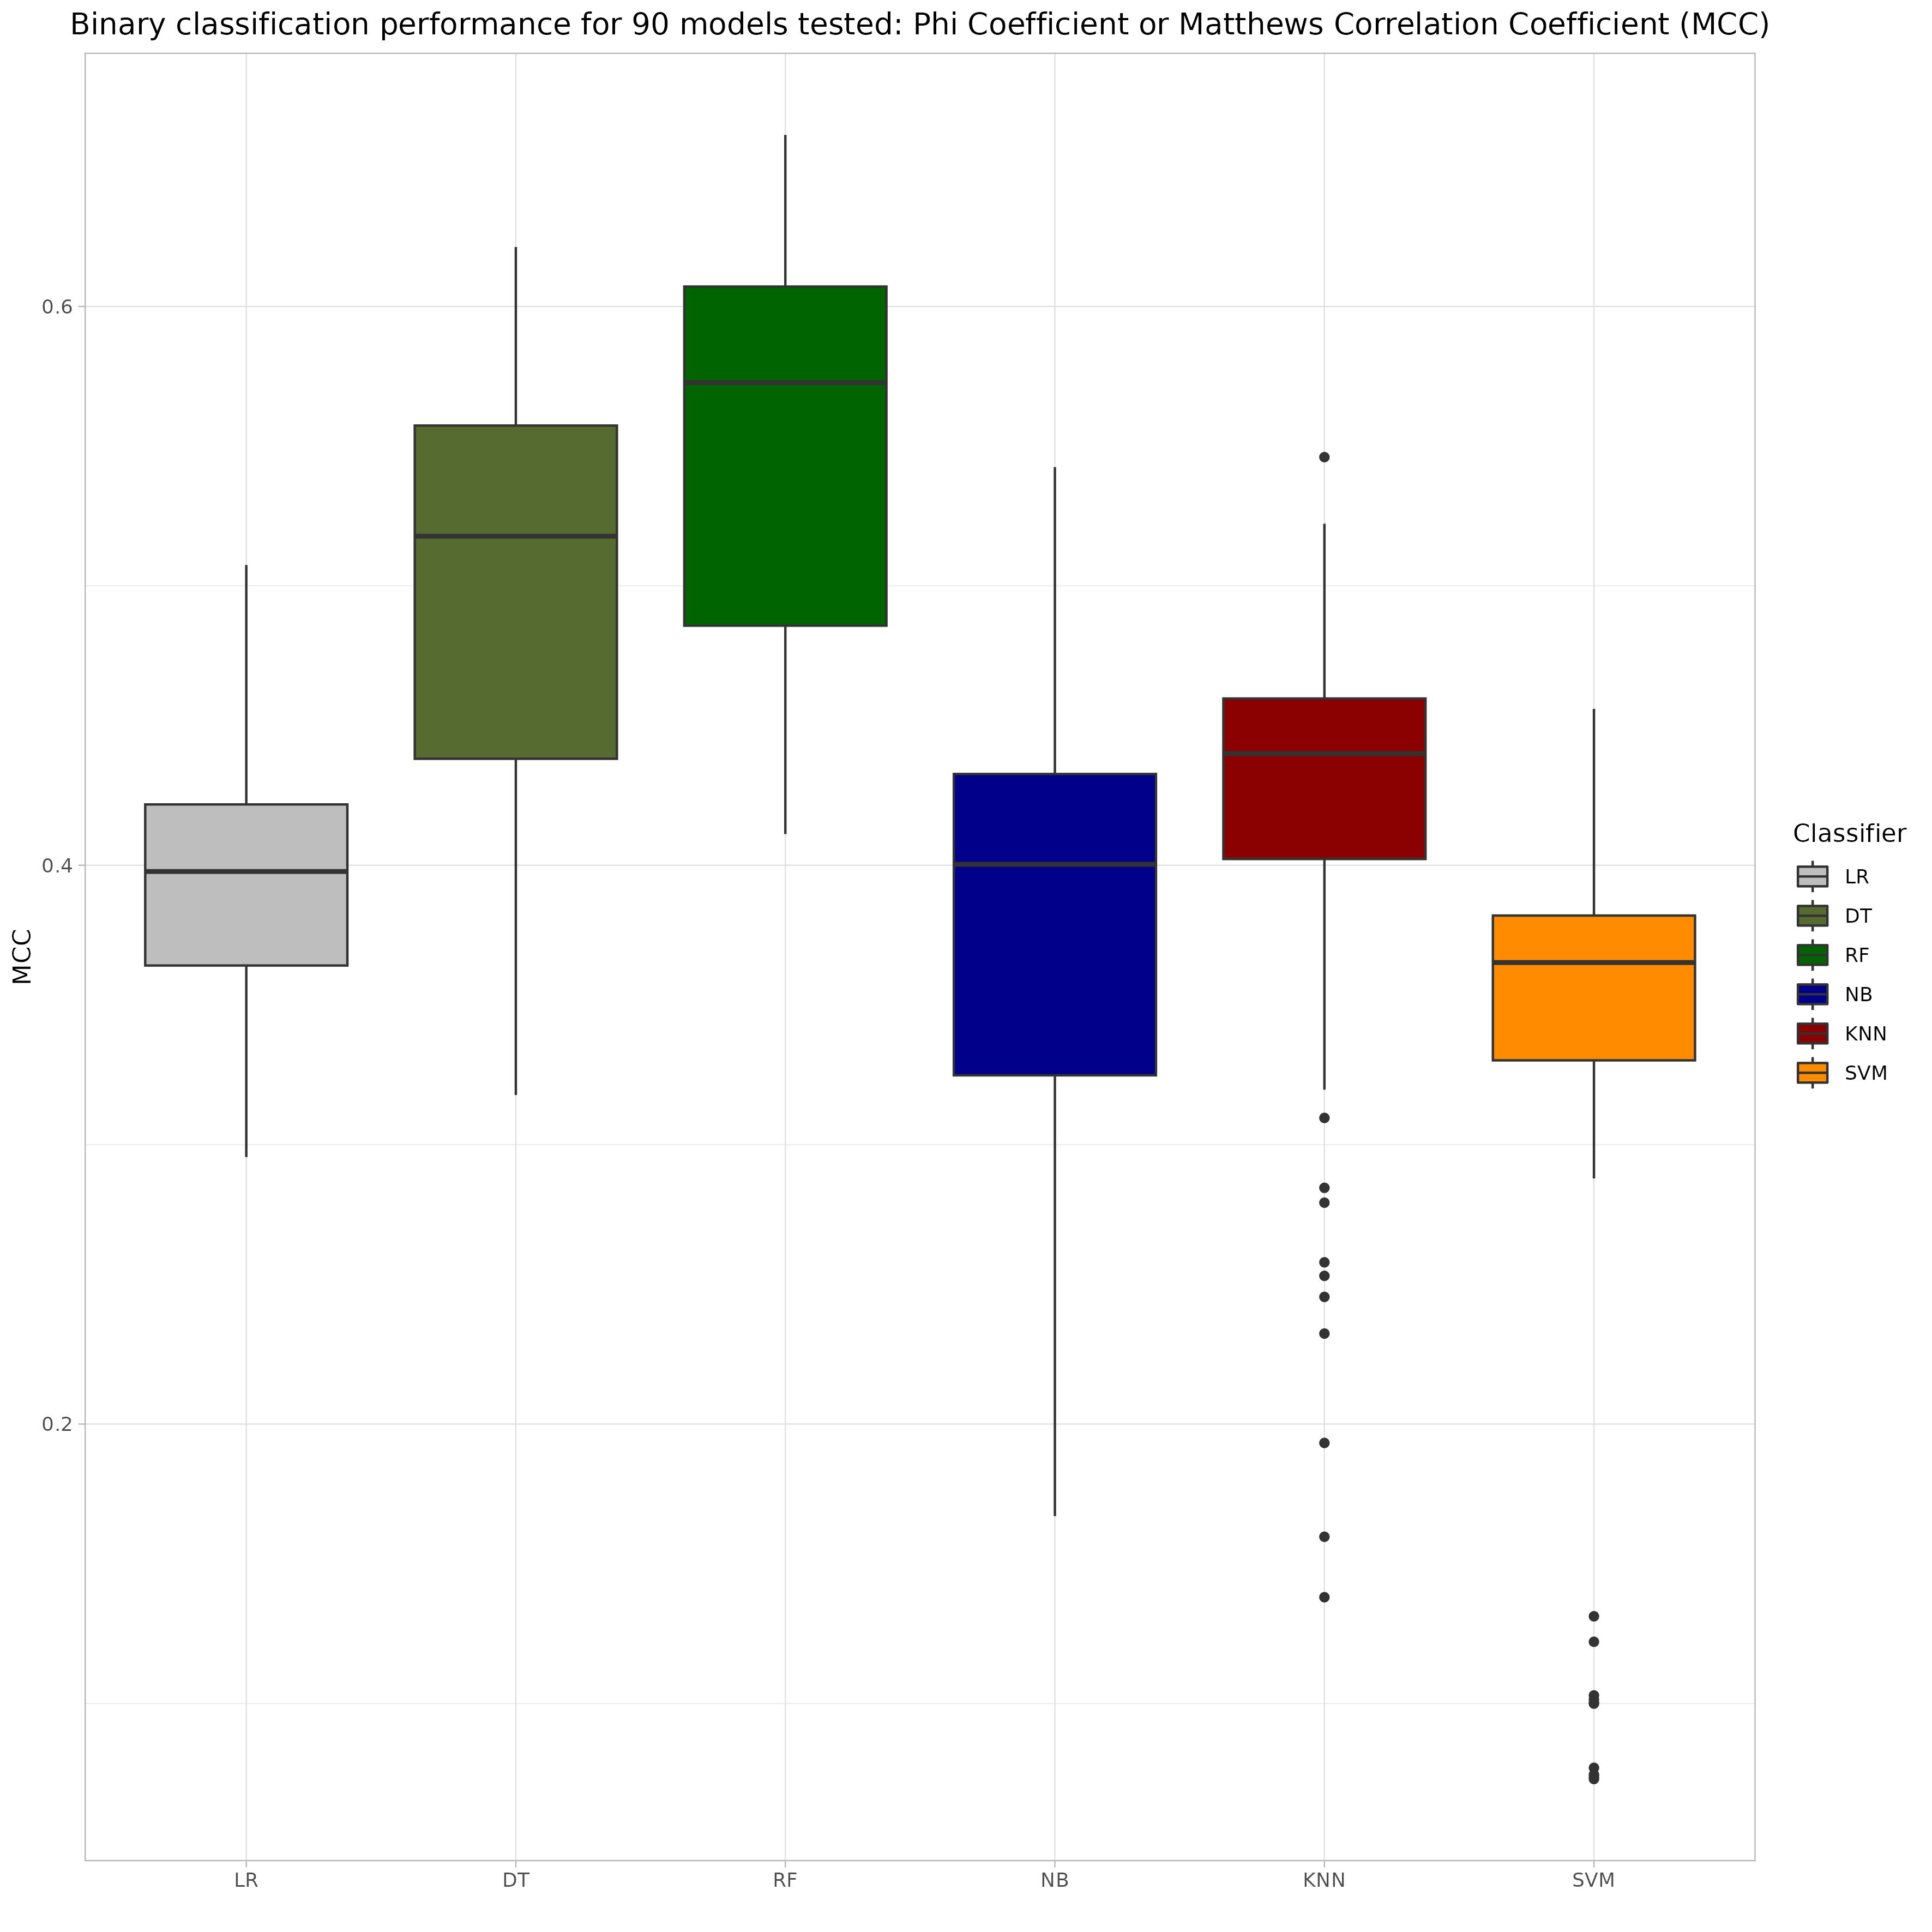 Binary classification performance for 90 models tested: Phi Coefficient or Matthews Correlation Coefficient (MCC)
MCC
0.6
0.4
0.2
LR
DT
RF
NB
KNN
SVM
Classifier
LR
DT
RF
NB
KNN
SVM